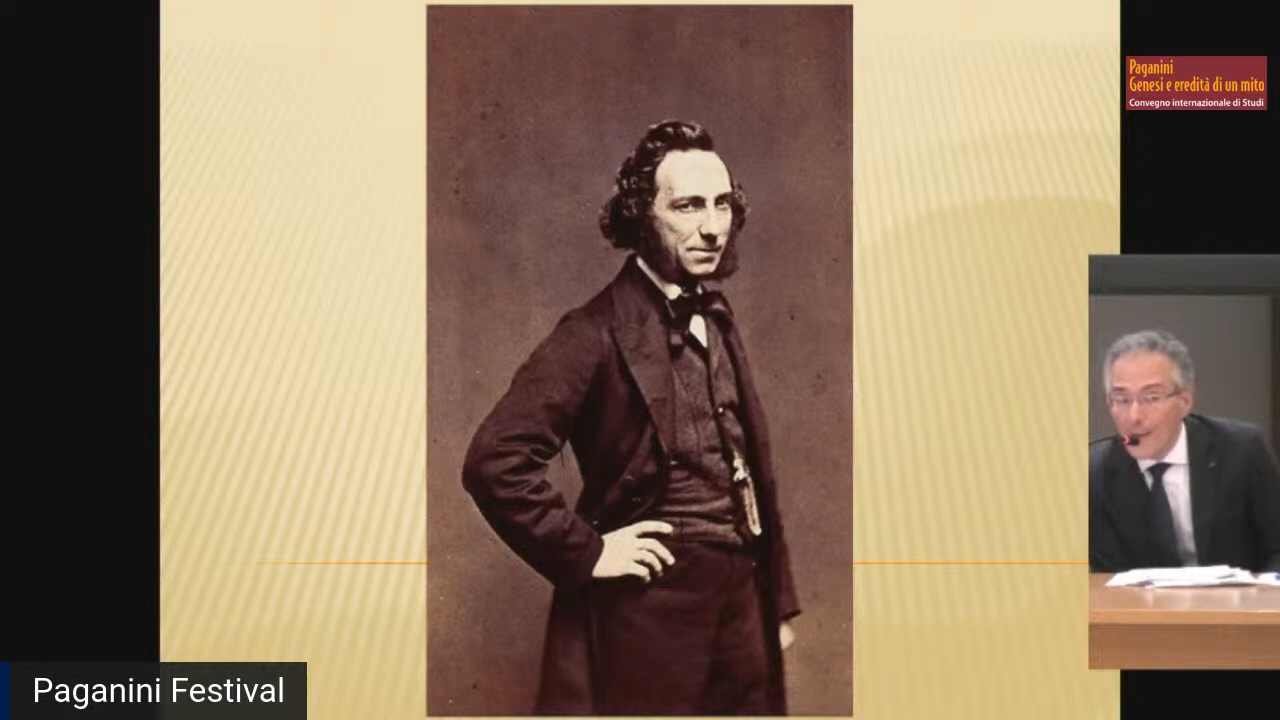 Paganini
Genesi e eredità di un mito
Convegno internazionale di Studi
Paganini Festival